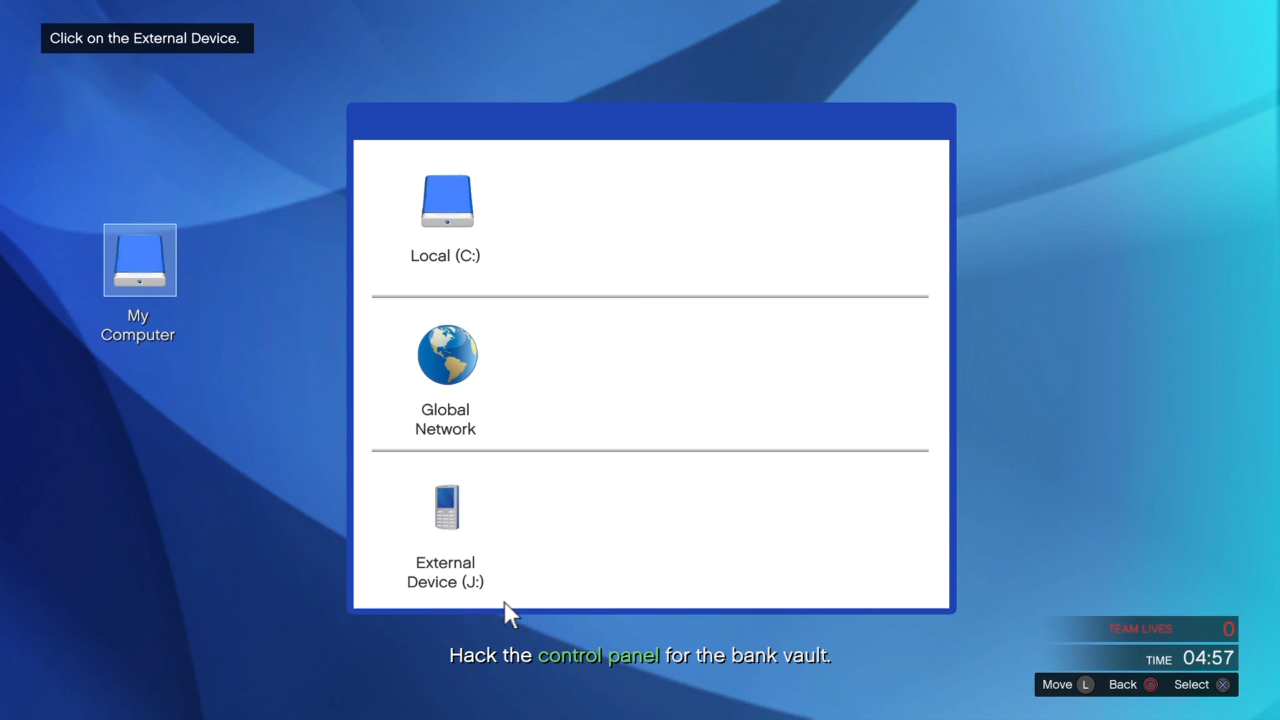 Click on the External Device.
Local (C:)
My
Computer
Global
Network
External
Device (J:)
Hack the control panel for the bank vault.
TEAM LIVES 0
TIME 04:57
Move L Back Select